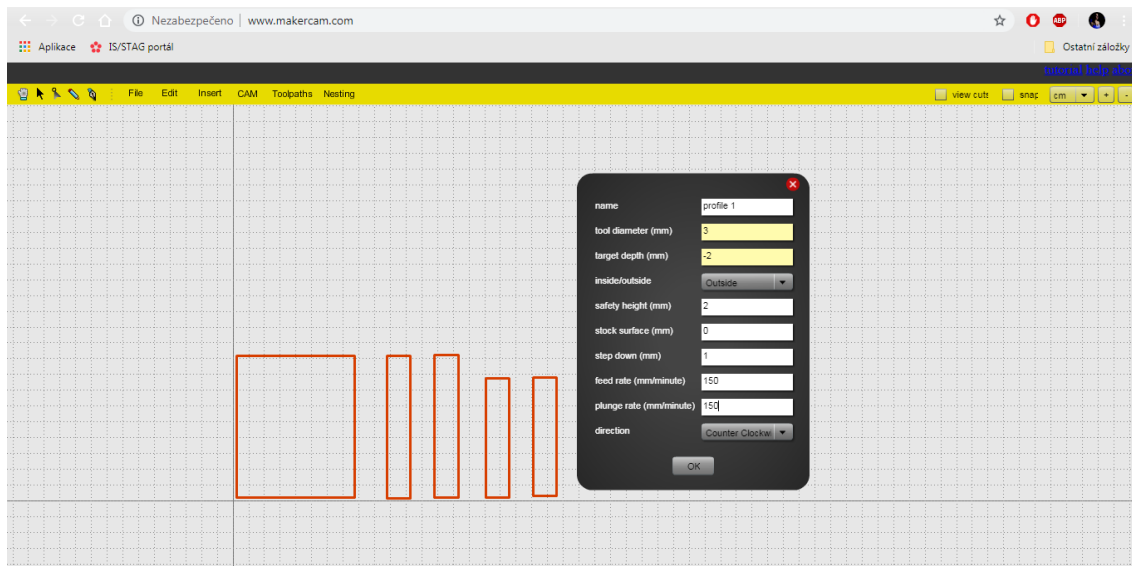 Nezabezpečeno | www.makercam.com
Aplikace IS/STAG portál Ostatní záložky
tutorial help abo
File Edit Insert CAM Toolpaths Nesting view cuts snap cm + -
name profile 1
tool diameter (mm) 3
target depth (mm) -2
inside/outside Outside
safety height (mm) 2
stock surface (mm) 0
step down (mm) 1
feed rate (mm/minute) 150
plunge rate (mm/minute) 150
direction Counter Clockw
OK